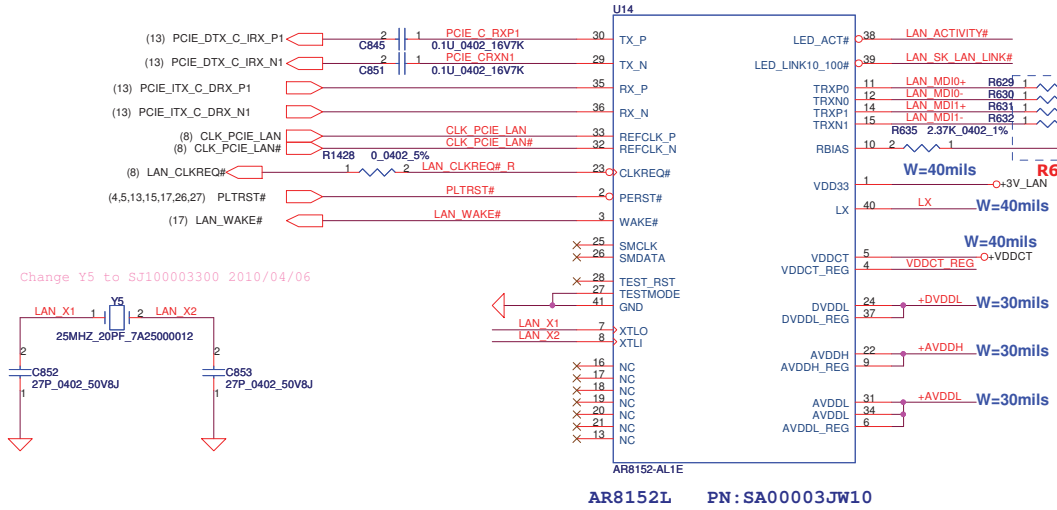 U14
(13) PCIE_DTX_C_IRX_P1 2 C845 1 0.1U_0402_16V7K PCIE_C_RXP1 30 TX_P
(13) PCIE_DTX_C_IRX_N1 2 C851 1 0.1U_0402_16V7K PCIE_CRXN1 29 TX_N
(13) PCIE_ITX_C_DRX_P1 35 RX_P
(13) PCIE_ITX_C_DRX_N1 36 RX_N
(8) CLK_PCIE_LAN CLK_PCIE_LAN 33 REFCLK_P
(8) CLK_PCIE_LAN# CLK_PCIE_LAN# 32 REFCLK_N
(8) LAN_CLKREQ# R1428 1 0_0402_5% 2 LAN_CLKREQ#_R 23 CLKREQ#
(4,5,13,15,17,26,27) PLTRST# PLTRST# 2 PERST#
(17) LAN_WAKE# LAN_WAKE# 3 WAKE#
25 SMCLK
26 SMDATA
28 TEST_RST
27 TESTMODE
41 GND
LAN_X1 7 XTLO
LAN_X2 8 XTLI
16 NC
17 NC
18 NC
19 NC
20 NC
21 NC
13 NC
LED_ACT# 38 LAN_ACTIVITY#
LED_LINK10_100# 39 LAN_SK_LAN_LINK#
TRXP0 11 LAN_MDI0+ R629 1
TRXN0 12 LAN_MDI0- R630 1
TRXP1 14 LAN_MDI1+ R631 1
TRXN1 15 LAN_MDI1- R632 1
RBIAS 10 2 R635 2.37K_0402_1% 1
W=40mils R6
VDD33 1 +3V_LAN
LX 40 LX W=40mils
W=40mils
VDDCT 5 +VDDCT
VDDCT_REG 4 VDDCT_REG
DVDDL 24 +DVDDL W=30mils
DVDDL_REG 37
AVDDH 22 +AVDDH W=30mils
AVDDH_REG 9
AVDDL 31 +AVDDL W=30mils
AVDDL 34
AVDDL_REG 6
AR8152-AL1E
Change Y5 to SJ100003300 2010/04/06
LAN_X1 1 Y5 2 LAN_X2
25MHZ_20PF_7A25000012
2 C852 27P_0402_50V8J 1
2 C853 27P_0402_50V8J 1
AR8152L PN:SA00003JW10